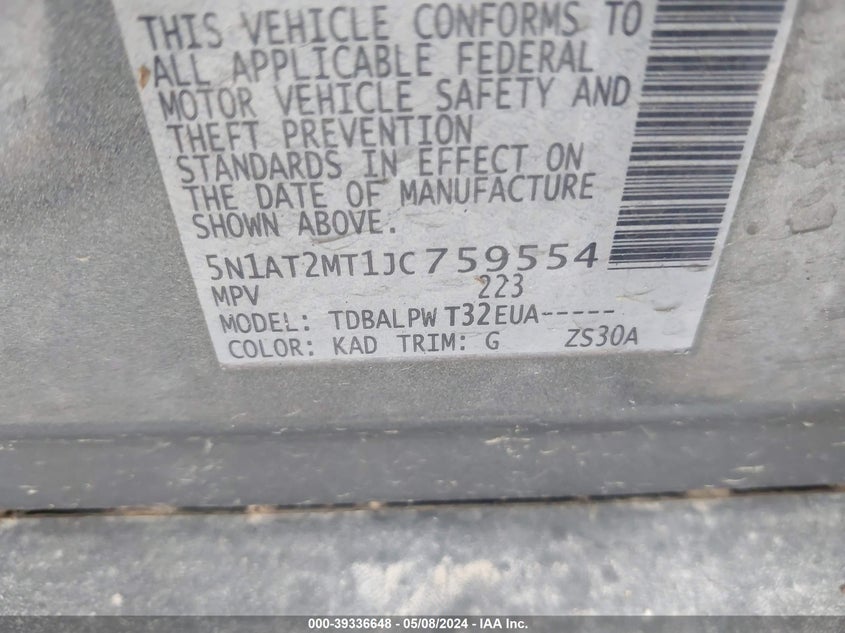 THIS VEHICLE CONFORMS TO
ALL APPLICABLE FEDERAL
MOTOR VEHICLE SAFETY AND
THEFT PREVENTION
STANDARDS IN EFFECT ON
THE DATE OF MANUFACTURE
SHOWN ABOVE.
5N1AT2MT1JC759554
MPV 223
MODEL: TDBALPW T32EUA-----
COLOR: KAD TRIM: G ZS30A
000-39336648 - 05/08/2024 - IAA Inc.